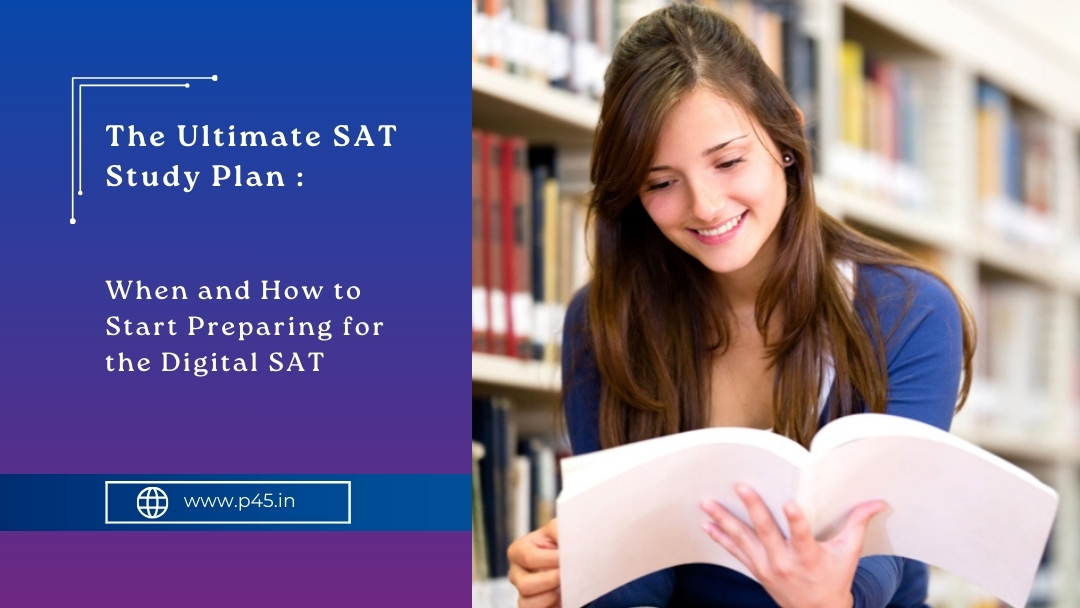 The Ultimate SAT
Study Plan :
When and How to
Start Preparing for
the Digital SAT
www.p45.in